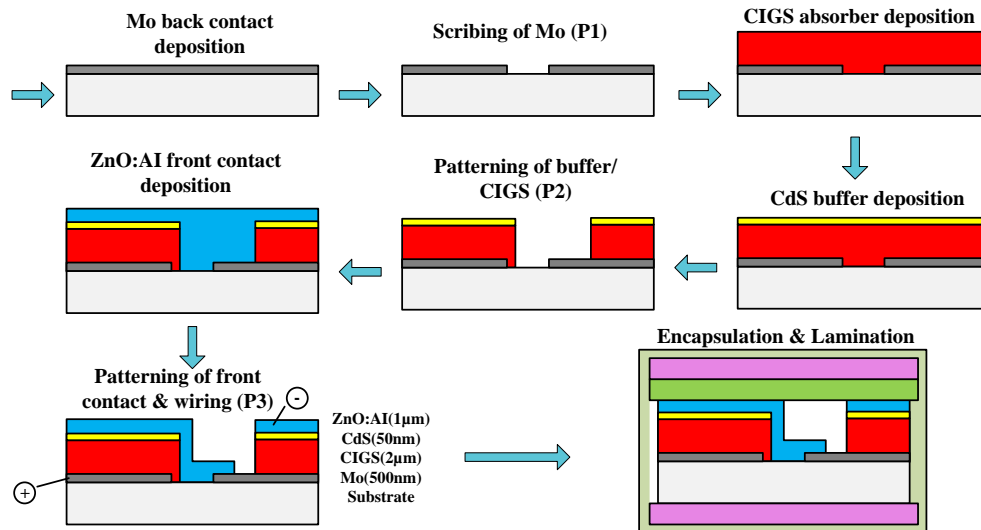 Mo back contact
deposition
Scribing of Mo (P1)
CIGS absorber deposition
ZnO:AI front contact
deposition
Patterning of buffer/
CIGS (P2)
CdS buffer deposition
Patterning of front
contact & wiring (P3)
-
+
ZnO:AI(1μm)
CdS(50nm)
CIGS(2μm)
Mo(500nm)
Substrate
Encapsulation & Lamination